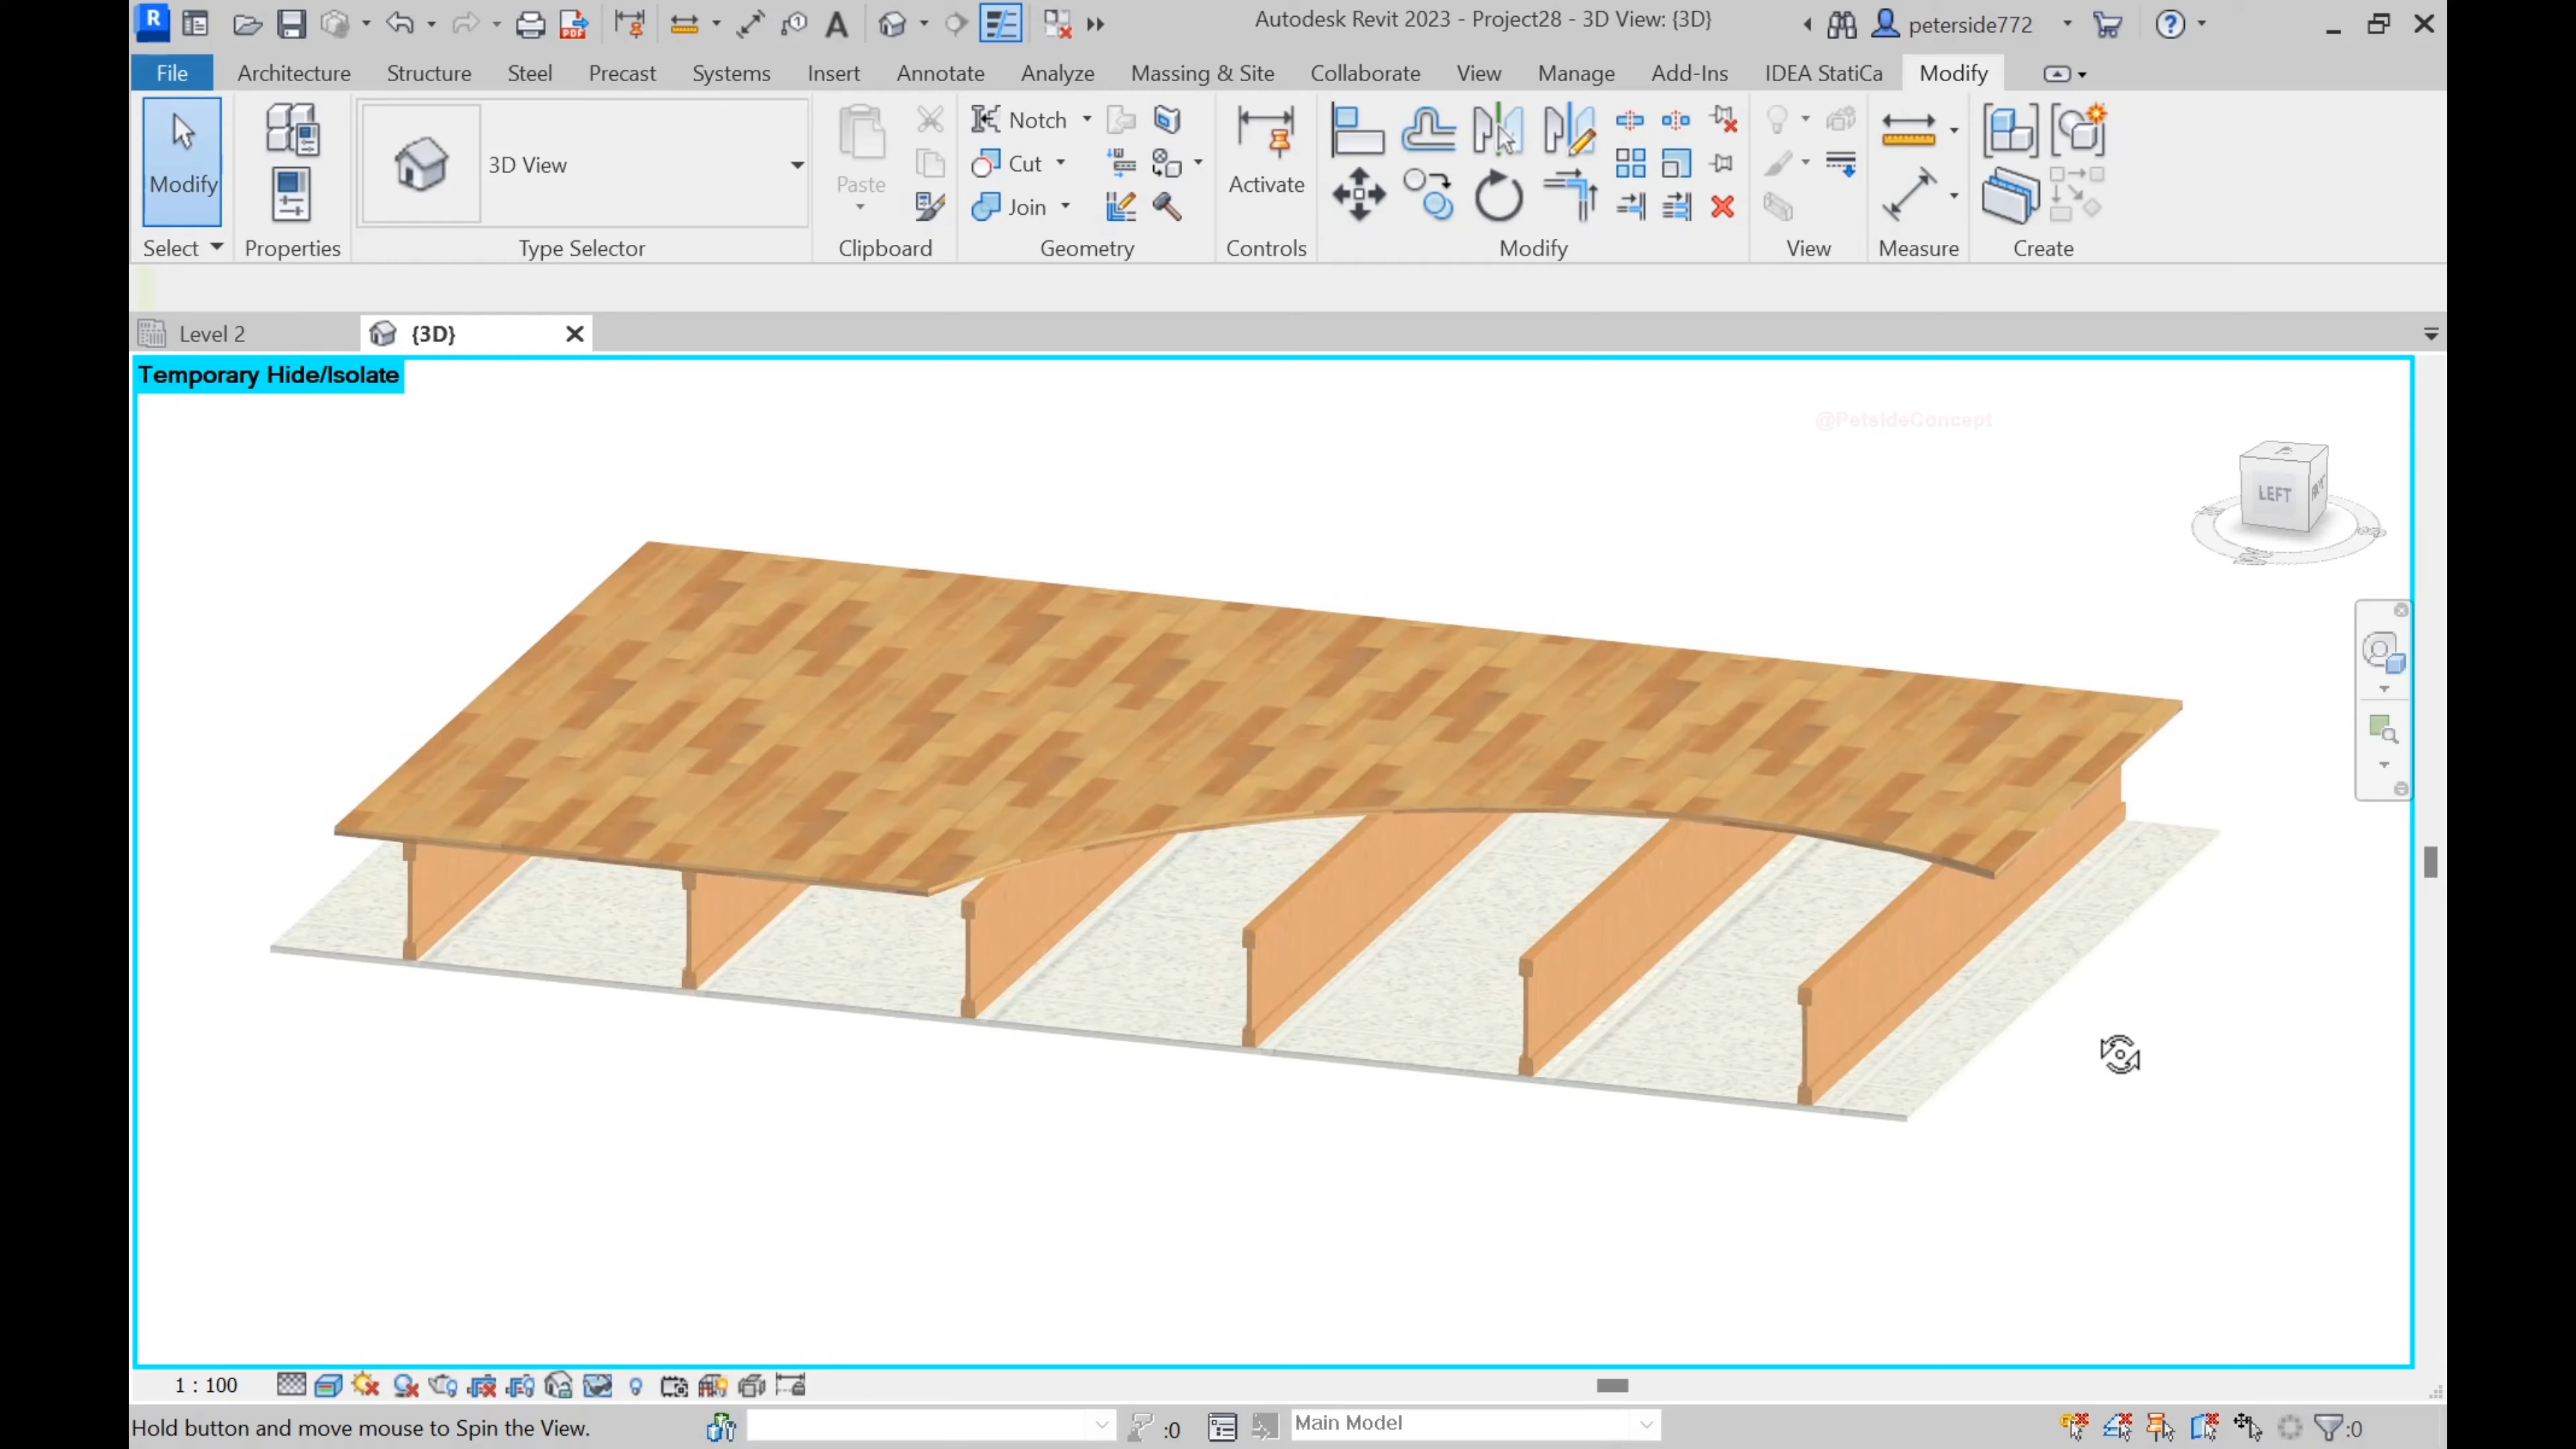 R
PDF
A
Autodesk Revit 2023 - Project28 - 3D View: {3D}
peterside772
File Architecture Structure Steel Precast Systems Insert Annotate Analyze Massing & Site Collaborate View Manage Add-Ins IDEA StatiCa Modify
Modify
3D View
Paste
Notch
Cut
Join
Activate
Select Properties Type Selector Clipboard Geometry Controls Modify View Measure Create
Level 2
{3D}
Temporary Hide/Isolate
@PetsideConcept
LEFT
1 : 100
Hold button and move mouse to Spin the View.
:0
Main Model
:0